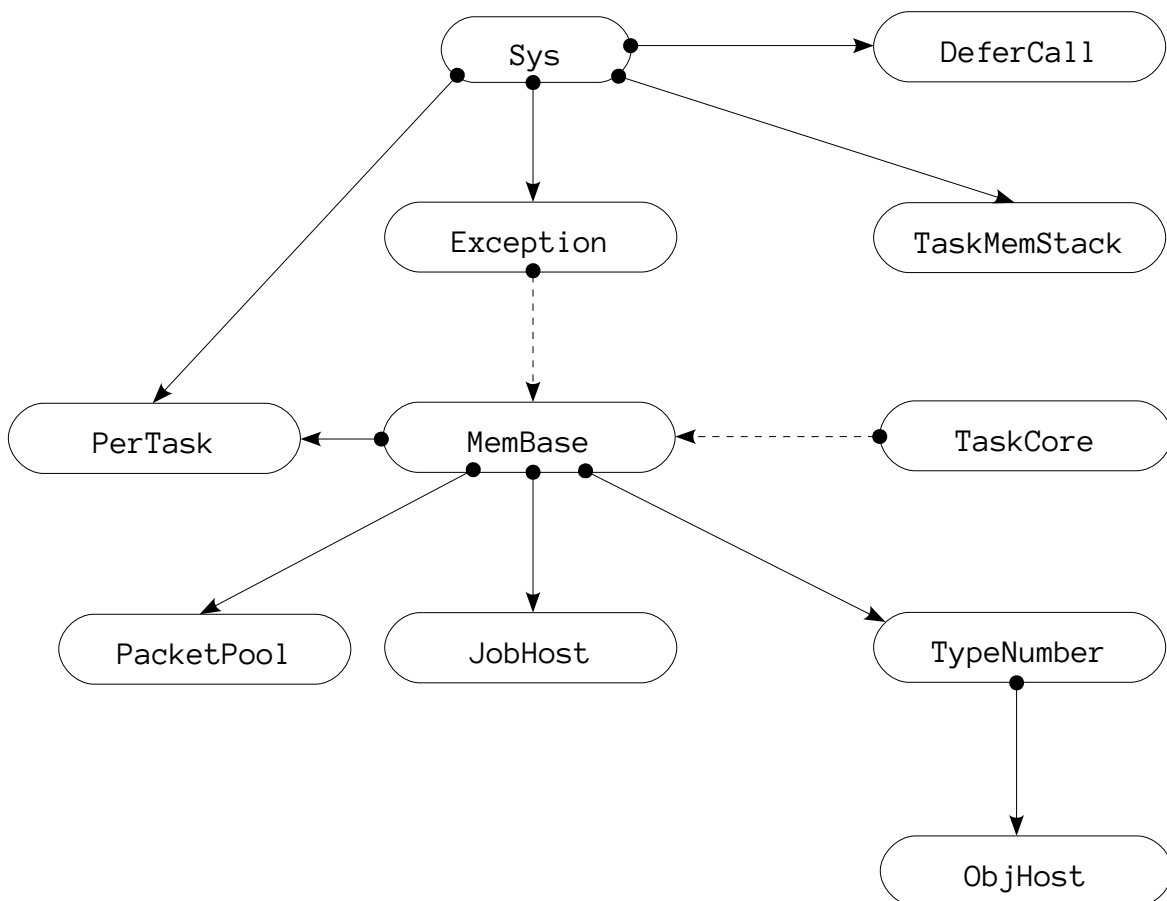 Sys
DeferCall
Exception
TaskMemStack
PerTask
MemBase
TaskCore
PacketPool
JobHost
TypeNumber
ObjHost